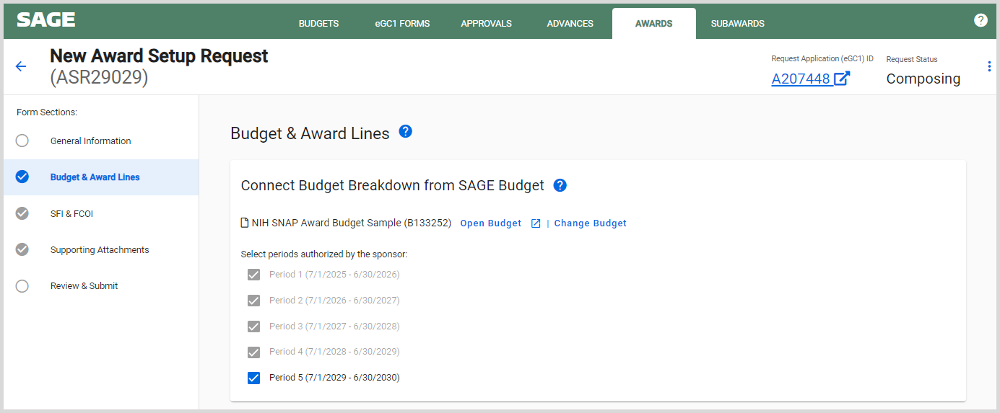 SAGE
BUDGETS eGC1 FORMS APPROVALS ADVANCES AWARDS SUBAWARDS ?
New Award Setup Request
(ASR29029)
Request Application (eGC1) ID Request Status
A207448 Composing
Form Sections:
General Information
Budget & Award Lines
SFI & FCOI
Supporting Attachments
Review & Submit
Budget & Award Lines ?
Connect Budget Breakdown from SAGE Budget ?
NIH SNAP Award Budget Sample (B133252) Open Budget | Change Budget
Select periods authorized by the sponsor:
Period 1 (7/1/2025 - 6/30/2026)
Period 2 (7/1/2026 - 6/30/2027)
Period 3 (7/1/2027 - 6/30/2028)
Period 4 (7/1/2028 - 6/30/2029)
Period 5 (7/1/2029 - 6/30/2030)